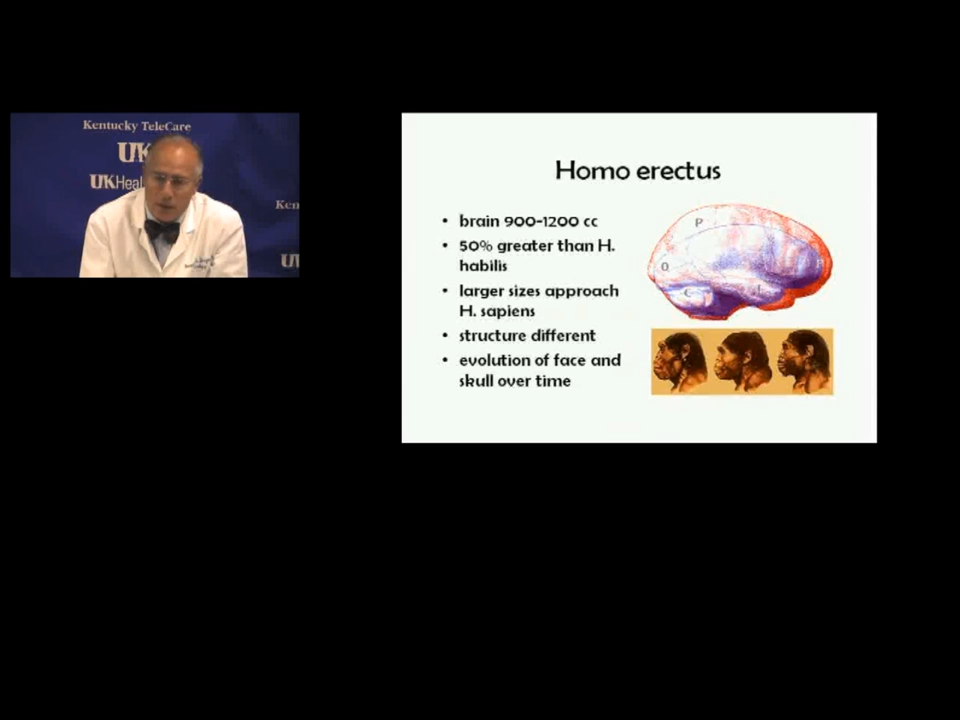 Kentucky TeleCare
UK
UKHeal
Ken
U
Homo erectus
• brain 900-1200 cc
• 50% greater than H.
habilis
• larger sizes approach
H. sapiens
• structure different
• evolution of face and
skull over time
P
O
F
C